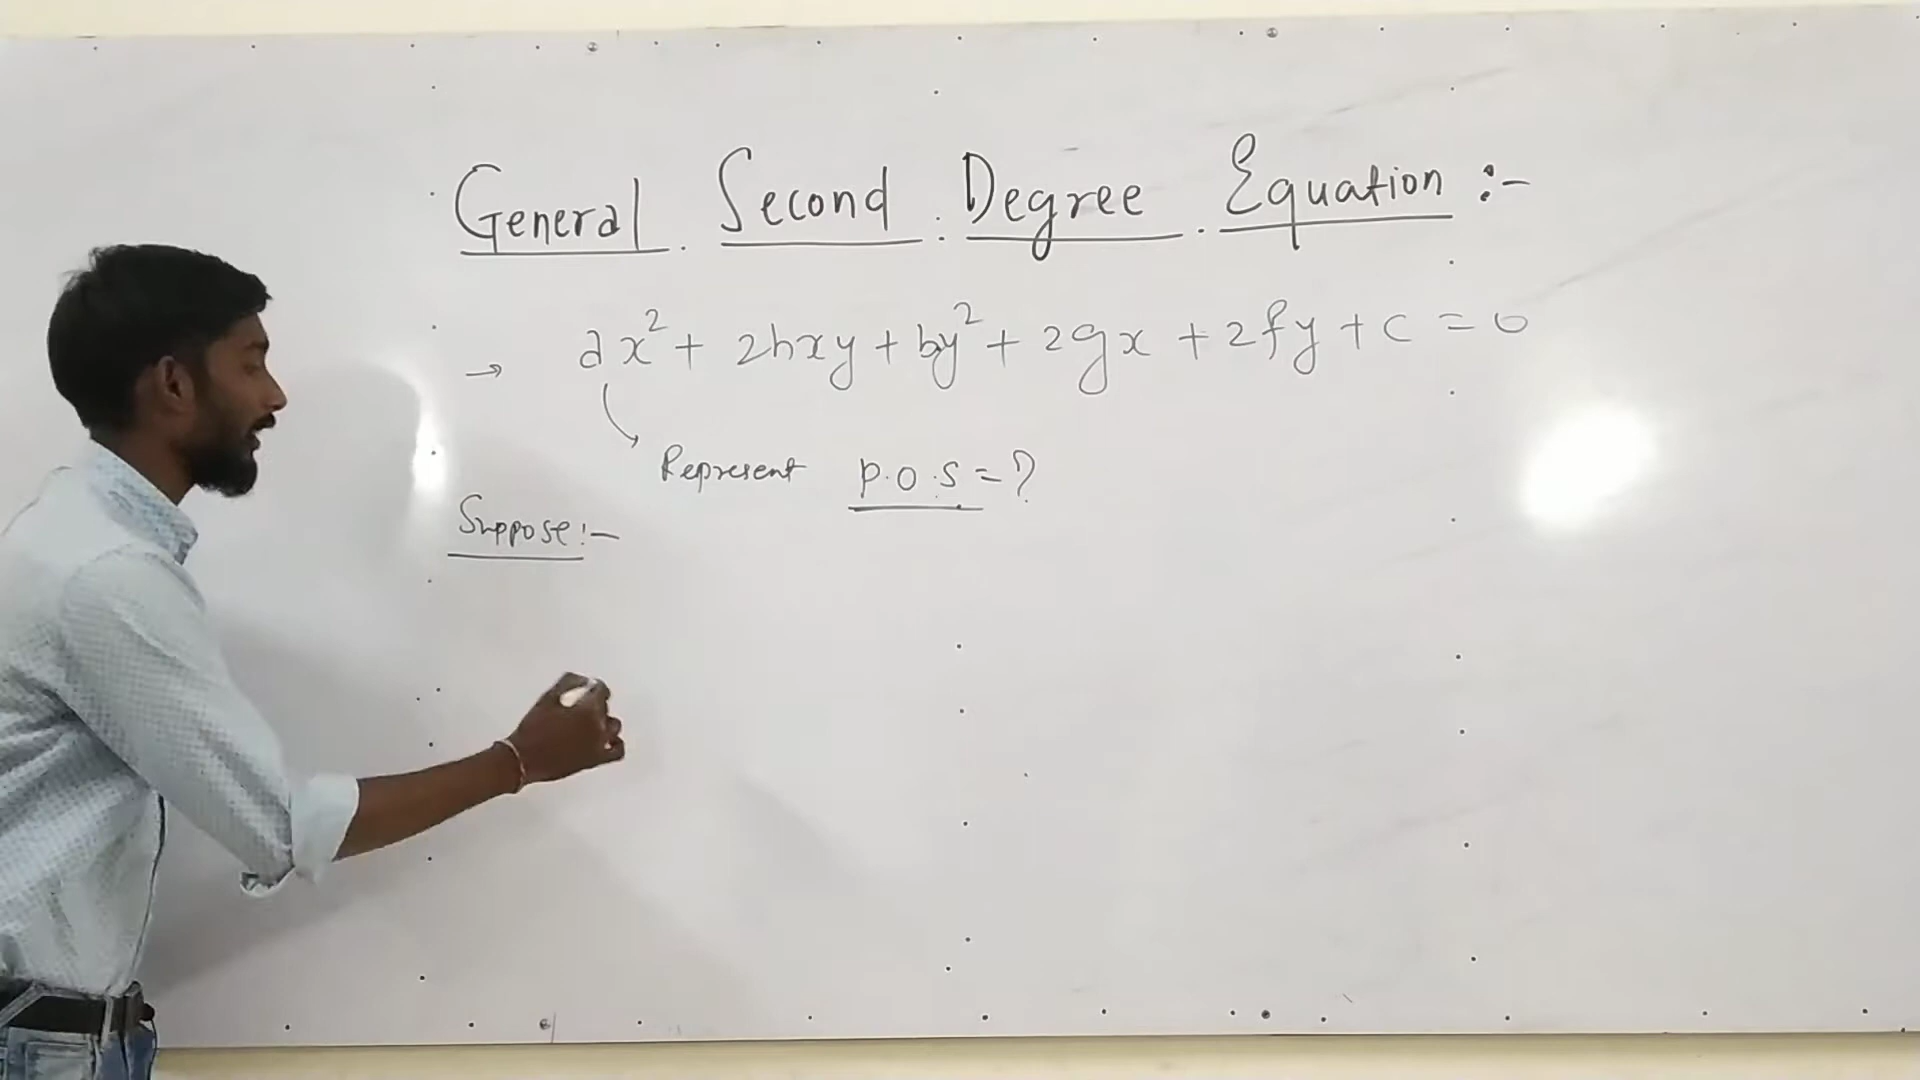 General Second Degree Equation :-
→ ax² + 2hxy + by² + 2gx + 2fy + c = 0
Represent P.O.S = ?
Suppose :-